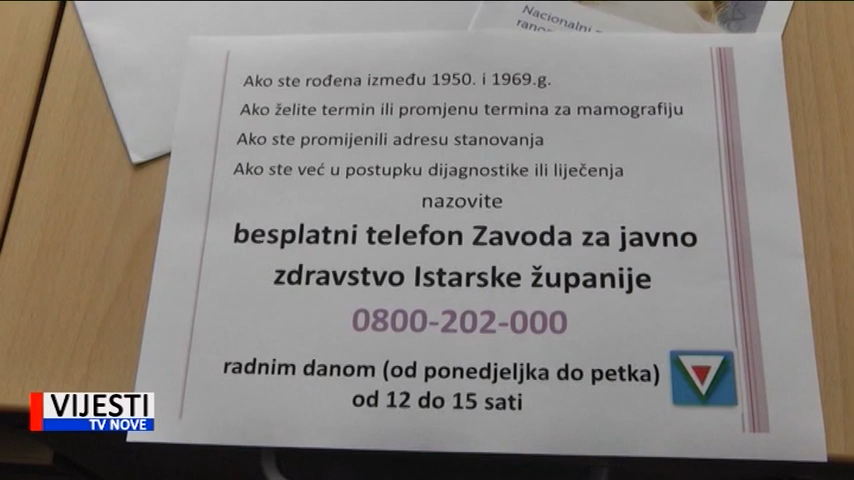 Nacionalni
Ako ste rođena između 1950. i 1969.g.
Ako želite termin ili promjenu termina za mamografiju
Ako ste promijenili adresu stanovanja
Ako ste već u postupku dijagnostike ili liječenja
nazovite
besplatni telefon Zavoda za javno
zdravstvo Istarske županije
0800-202-000
radnim danom (od ponedjeljka do petka)
od 12 do 15 sati
VIJESTI
TV NOVE